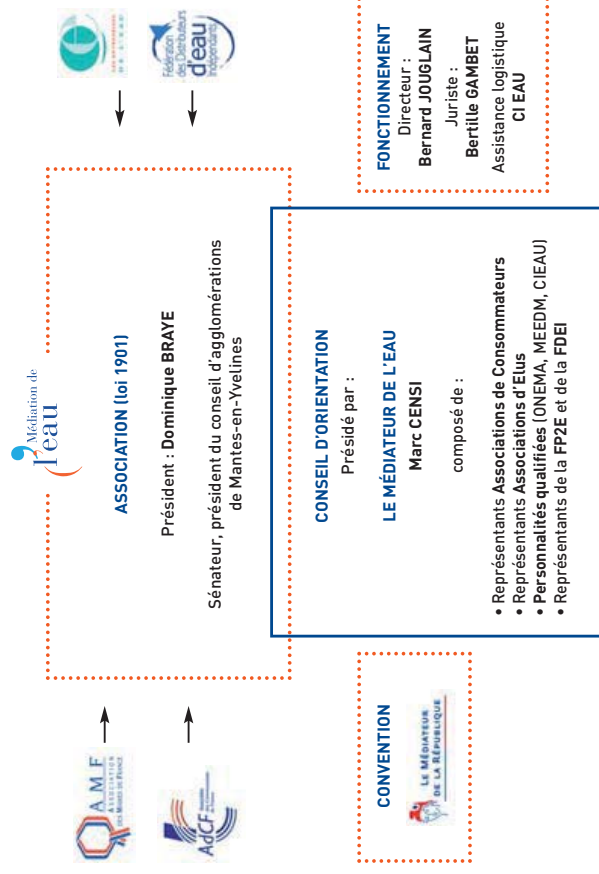 Médiation de
l'eau
AMF
ASSOCIATION
DES MAIRES DE FRANCE
AdCF
LES ENTREPRISES
DE L'EAU
Fédération
des Distributeurs
d'eau
Indépendants
ASSOCIATION (loi 1901)
Président : Dominique BRAYE
Sénateur, président du conseil d'agglomérations
de Mantes-en-Yvelines
CONVENTION
LE MÉDIATEUR
DE LA RÉPUBLIQUE
CONSEIL D'ORIENTATION
Présidé par :
LE MÉDIATEUR DE L'EAU
Marc CENSI
composé de :
• Représentants Associations de Consommateurs
• Représentants Associations d'Elus
• Personnalités qualifiées (ONEMA, MEEDM, CIEAU)
• Représentants de la FP2E et de la FDEI
FONCTIONNEMENT
Directeur :
Bernard JOUGLAIN
Juriste :
Bertille GAMBET
Assistance logistique
CI EAU